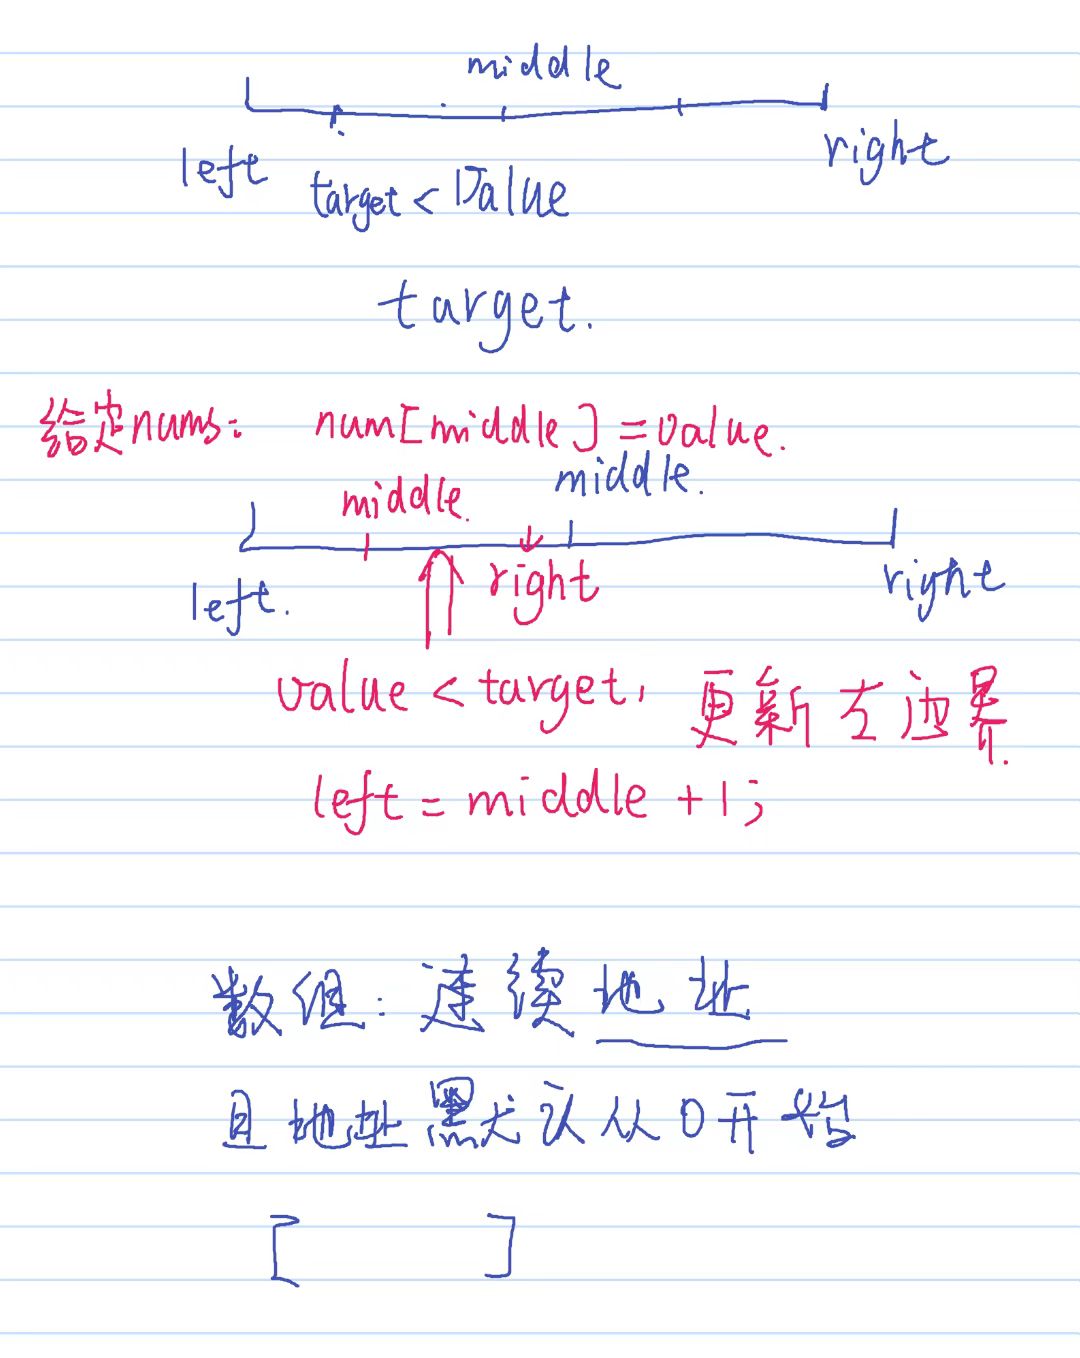 middle
left
right
target < Value
target.
给定nums: num[middle] = value.
middle.
middle.
left.
right
right
value < target, 更新左边界.
left = middle + 1;
数组: 连续地址
且地址默认从0开始
[ ]